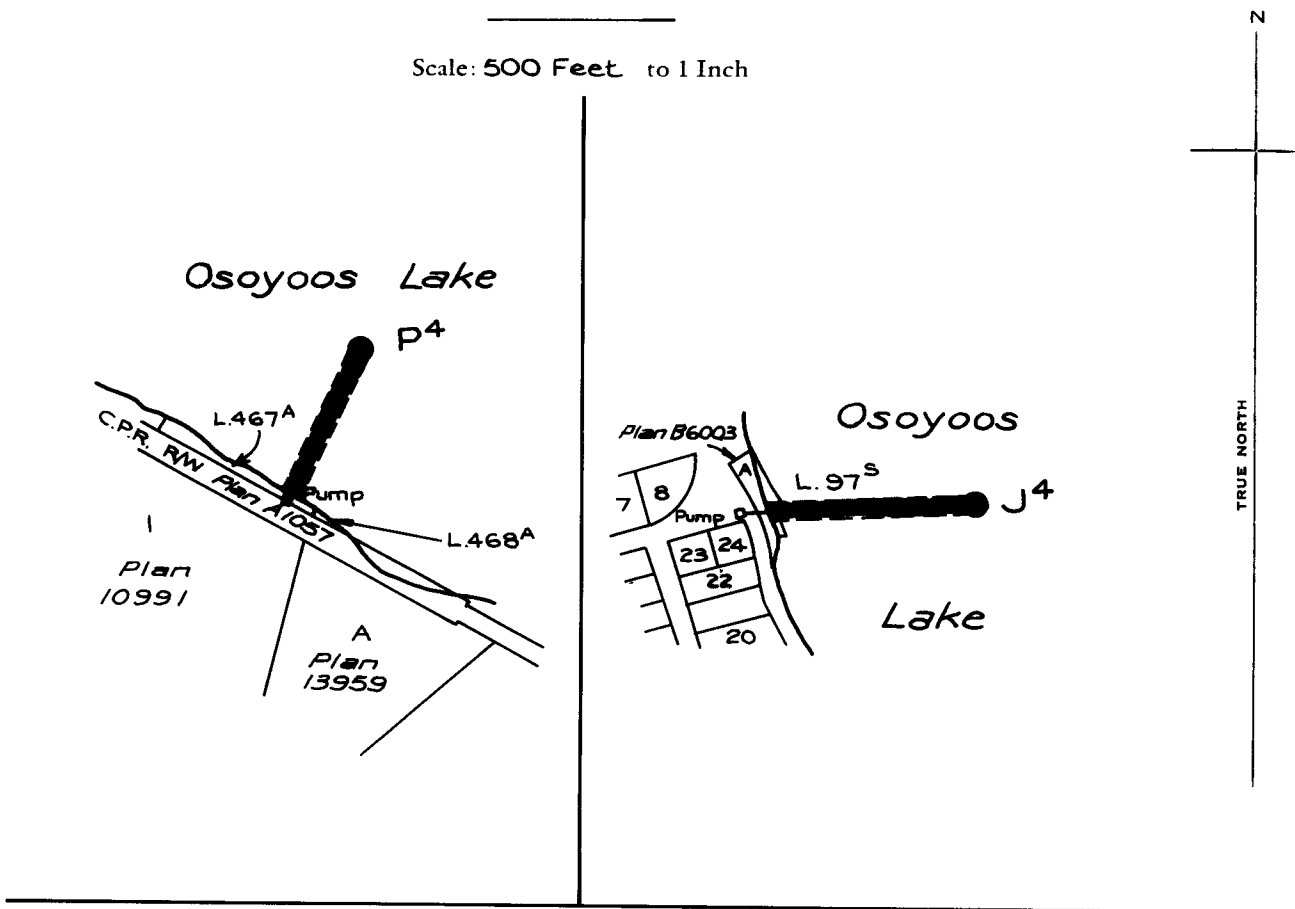 Scale: 500 Feet to 1 Inch
N
TRUE NORTH
Osoyoos Lake
P⁴
L.467ᴬ
C.P.R. R/W Plan A1057
Pump
L.468ᴬ
1
Plan
10991
A
Plan
13959
Osoyoos
Plan B6003
A
L.97ˢ
J⁴
7
8
Pump
23
24
22
20
Lake